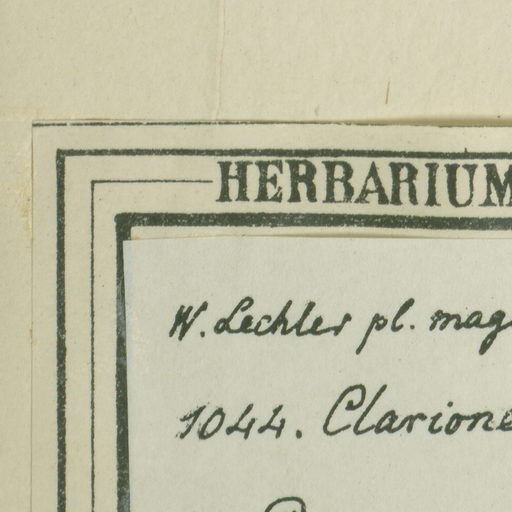 HERBARIUM
W. Lechler pl. mag
1044. Clarione